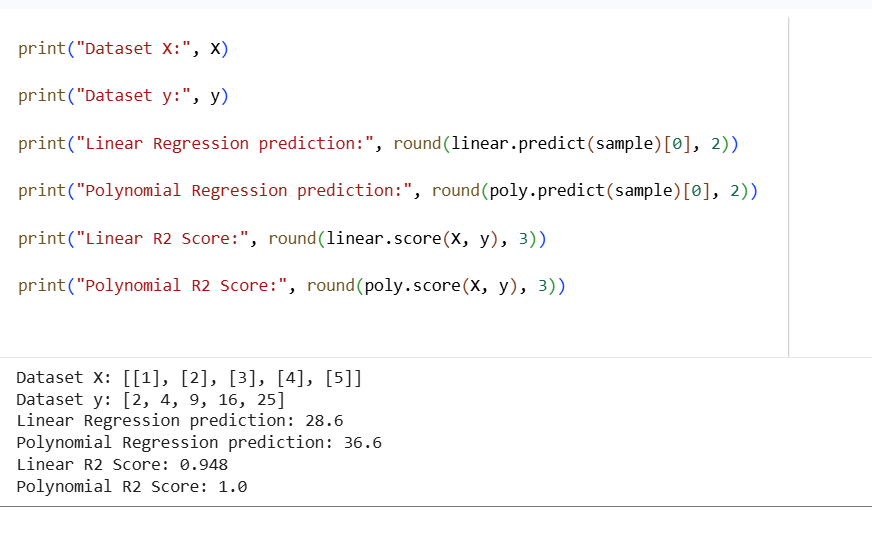 print("Dataset X:", X)
print("Dataset y:", y)
print("Linear Regression prediction:", round(linear.predict(sample)[0], 2))
print("Polynomial Regression prediction:", round(poly.predict(sample)[0], 2))
print("Linear R2 Score:", round(linear.score(X, y), 3))
print("Polynomial R2 Score:", round(poly.score(X, y), 3))
Dataset X: [[1], [2], [3], [4], [5]]
Dataset y: [2, 4, 9, 16, 25]
Linear Regression prediction: 28.6
Polynomial Regression prediction: 36.6
Linear R2 Score: 0.948
Polynomial R2 Score: 1.0